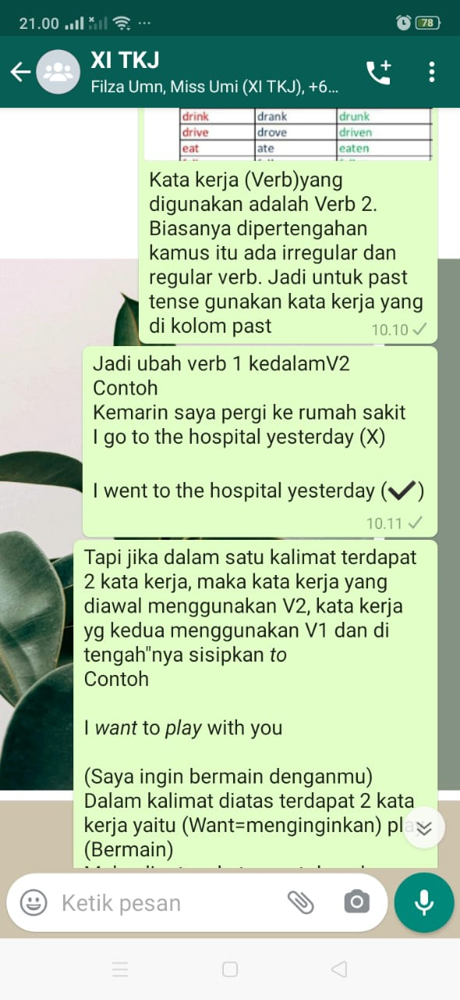 21.00
78
XI TKJ
Filza Umn, Miss Umi (XI TKJ), +6...
drink drank drunk
drive drove driven
eat ate eaten
Kata kerja (Verb)yang
digunakan adalah Verb 2.
Biasanya dipertengahan
kamus itu ada irregular dan
regular verb. Jadi untuk past
tense gunakan kata kerja yang
di kolom past
10.10
Jadi ubah verb 1 kedalamV2
Contoh
Kemarin saya pergi ke rumah sakit
I go to the hospital yesterday (X)
I went to the hospital yesterday (✔)
10.11
Tapi jika dalam satu kalimat terdapat
2 kata kerja, maka kata kerja yang
diawal menggunakan V2, kata kerja
yg kedua menggunakan V1 dan di
tengah"nya sisipkan to
Contoh
I want to play with you
(Saya ingin bermain denganmu)
Dalam kalimat diatas terdapat 2 kata
kerja yaitu (Want=menginginkan) play
(Bermain)
Ketik pesan